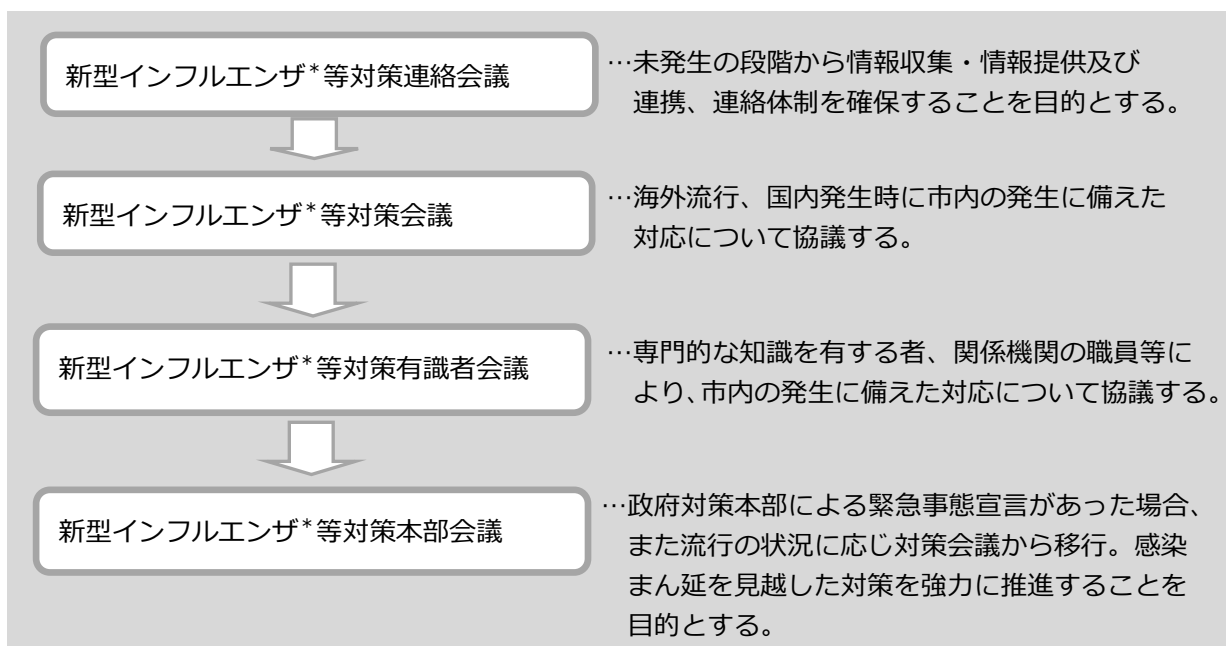 新型インフルエンザ*等対策連絡会議
…未発生の段階から情報収集・情報提供及び
連携、連絡体制を確保することを目的とする。
新型インフルエンザ*等対策会議
…海外流行、国内発生時に市内の発生に備えた
対応について協議する。
新型インフルエンザ*等対策有識者会議
…専門的な知識を有する者、関係機関の職員等に
より、市内の発生に備えた対応について協議する。
新型インフルエンザ*等対策本部会議
…政府対策本部による緊急事態宣言があった場合、
また流行の状況に応じ対策会議から移行。感染
まん延を見越した対策を強力に推進することを
目的とする。